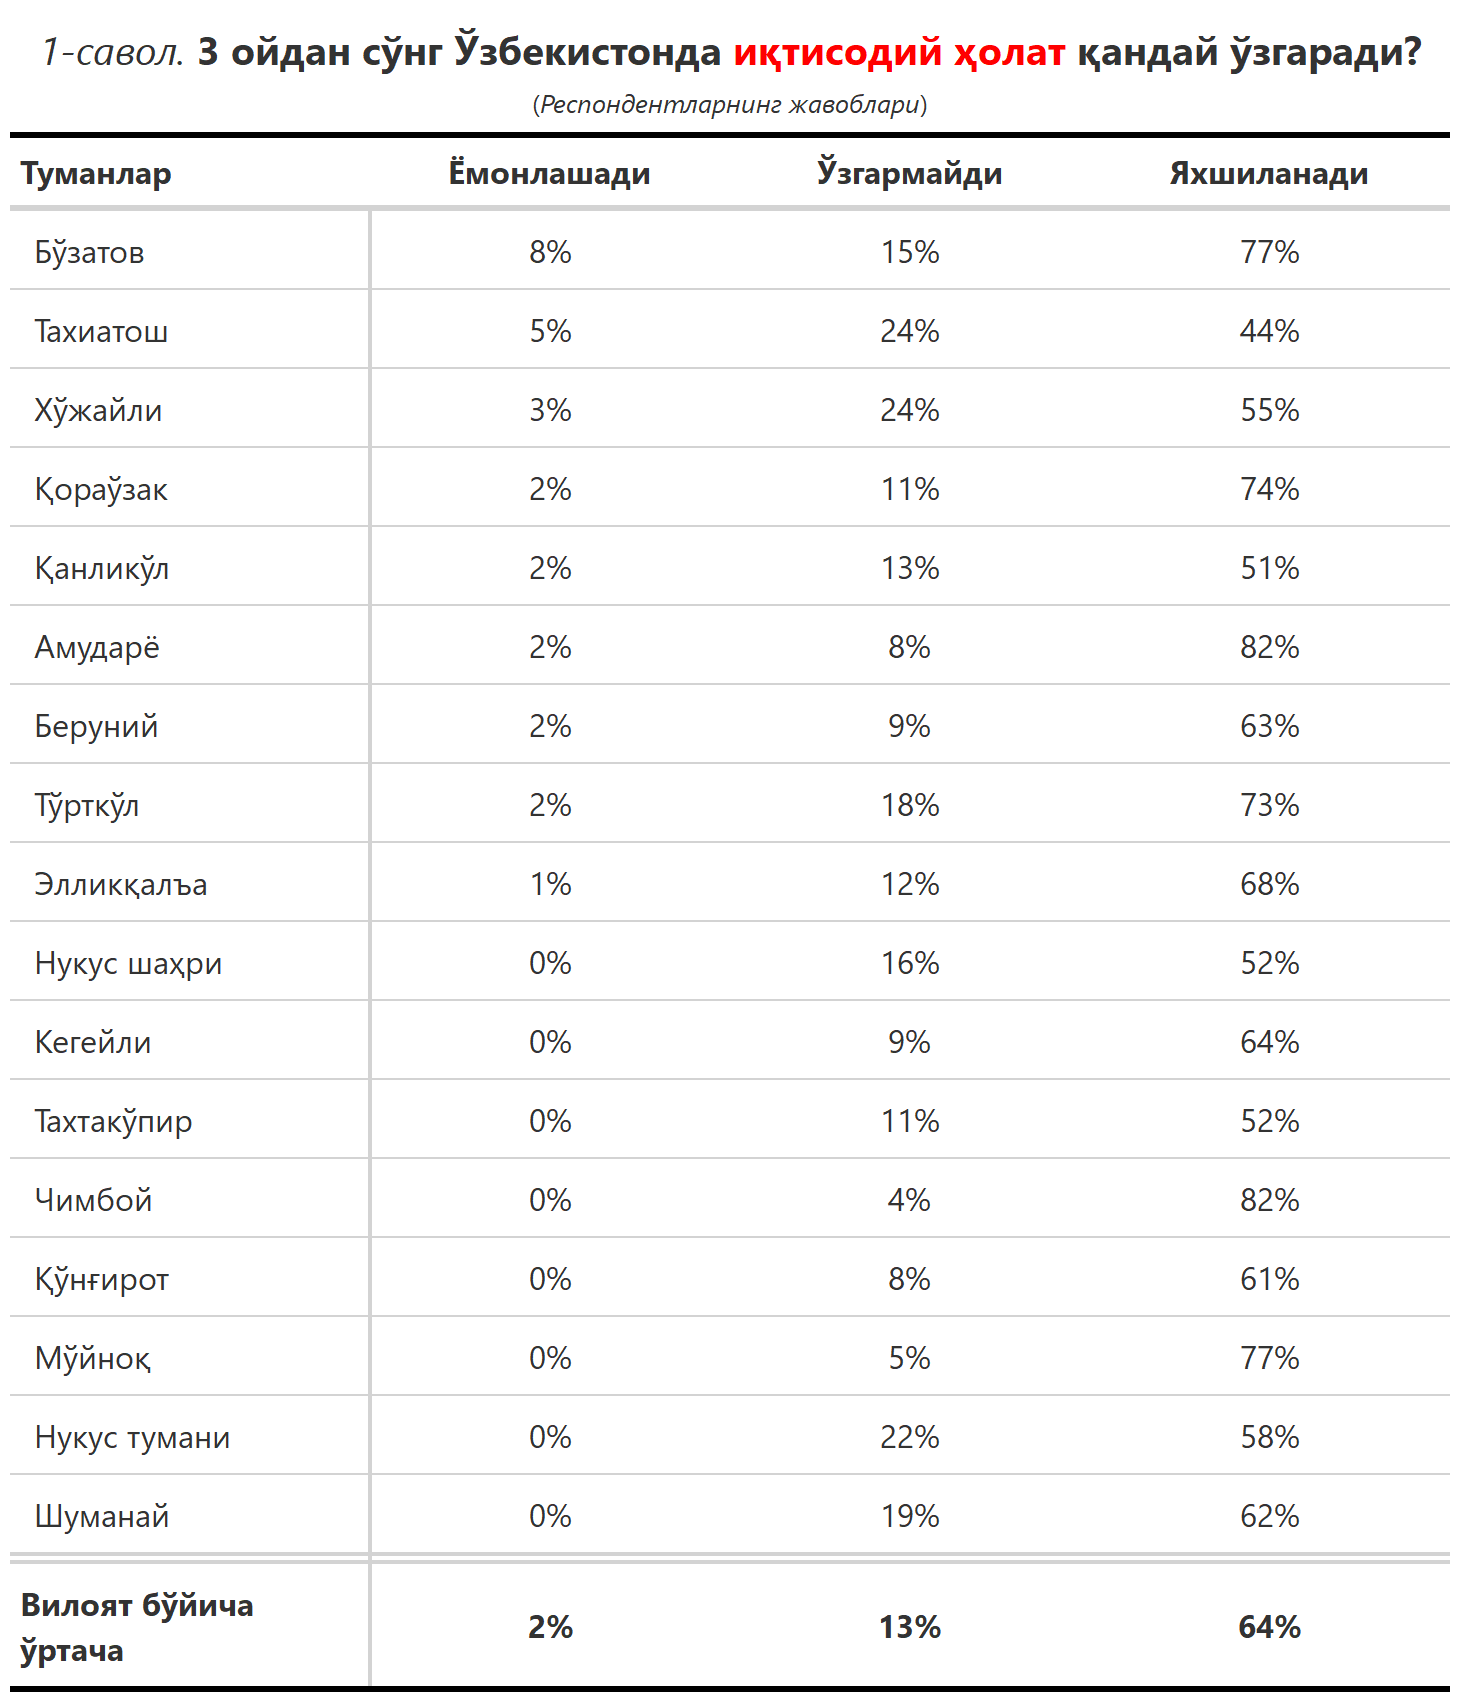 1-савол. 3 ойдан сўнг Ўзбекистонда иқтисодий ҳолат қандай ўзгаради?
(Респондентларнинг жавоблари)
Туманлар Ёмонлашади Ўзгармайди Яхшиланади
Бўзатов 8% 15% 77%
Тахиатош 5% 24% 44%
Хўжайли 3% 24% 55%
Қораўзак 2% 11% 74%
Қанликўл 2% 13% 51%
Амударё 2% 8% 82%
Беруний 2% 9% 63%
Тўрткўл 2% 18% 73%
Элликқалъа 1% 12% 68%
Нукус шаҳри 0% 16% 52%
Кегейли 0% 9% 64%
Тахтакўпир 0% 11% 52%
Чимбой 0% 4% 82%
Қўнғирот 0% 8% 61%
Мўйноқ 0% 5% 77%
Нукус тумани 0% 22% 58%
Шуманай 0% 19% 62%
Вилоят бўйича
ўртача 2% 13% 64%